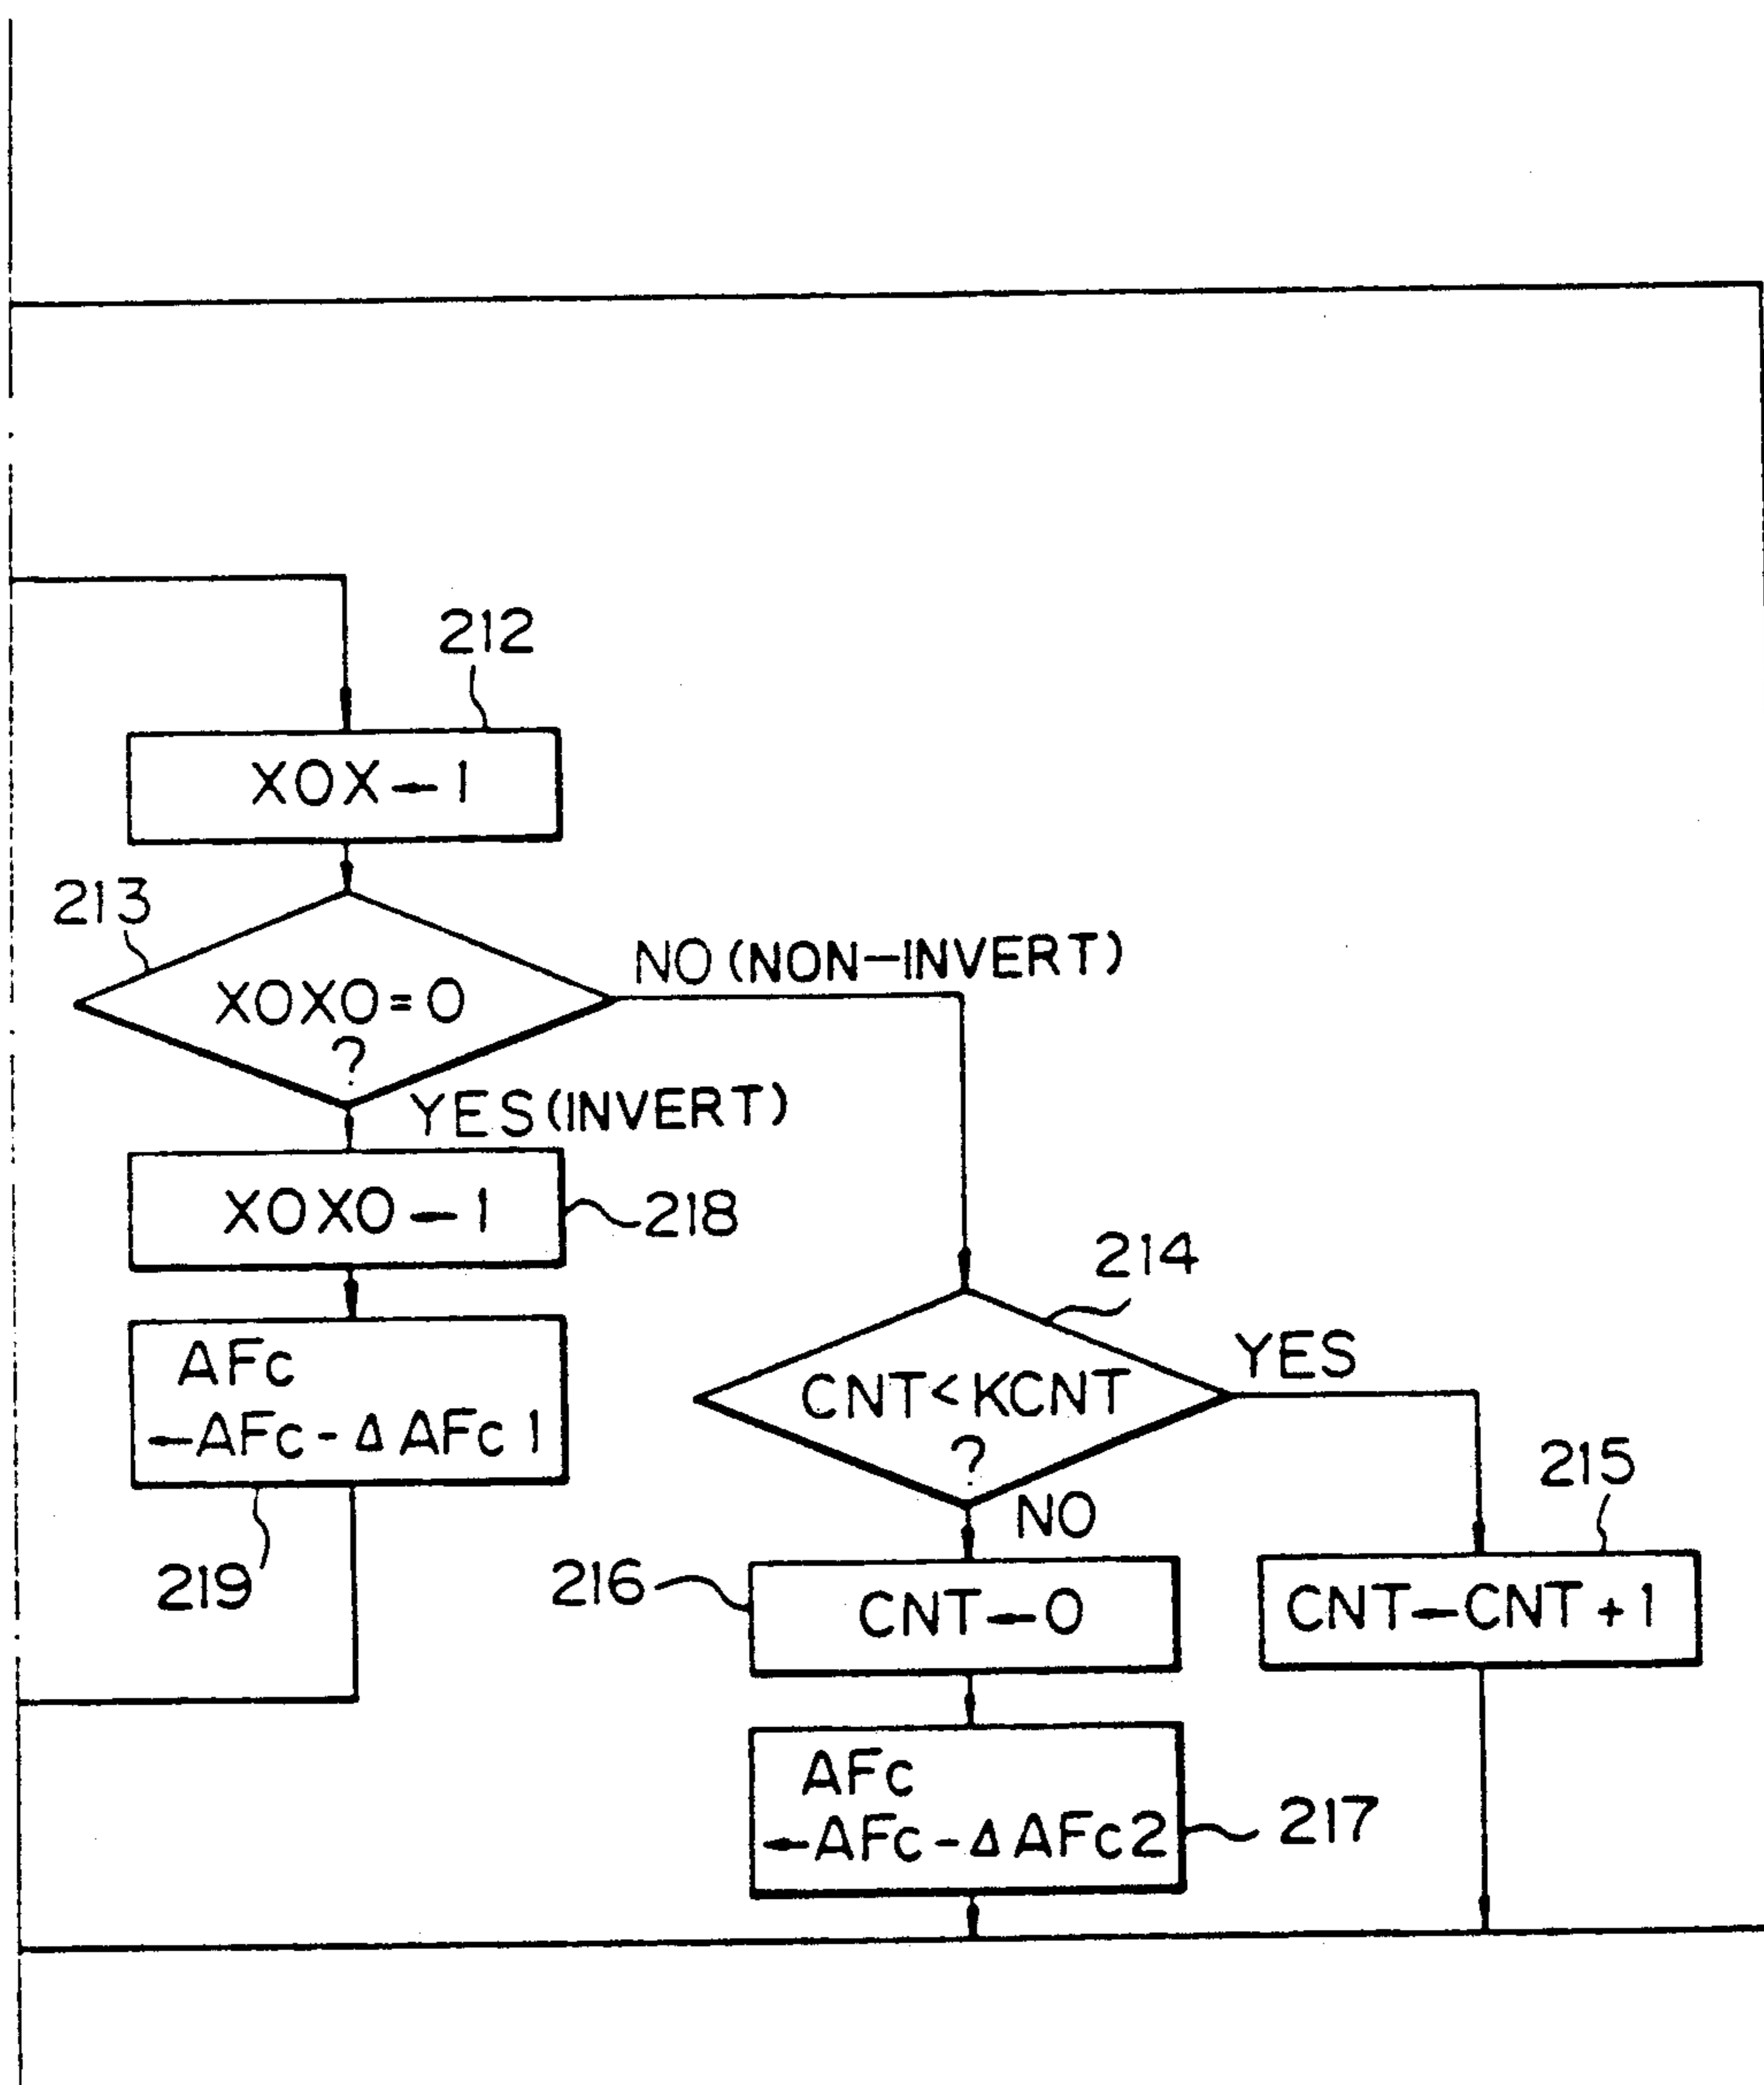 212
XOX←1
213
XOXO=0
?
NO (NON-INVERT)
YES (INVERT)
XOXO←1
218
AFc
←AFc-ΔAFc1
219
214
CNT<KCNT
?
YES
NO
215
216
CNT←0
CNT←CNT+1
AFc
←AFc-ΔAFc2
217